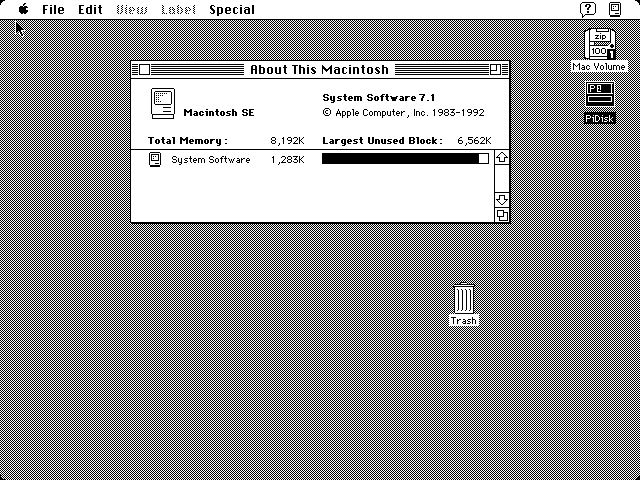 File Edit View Label Special
zip
100
Mac Volume
About This Macintosh
System Software 7.1
Macintosh SE
© Apple Computer, Inc. 1983-1992
Total Memory : 8,192K Largest Unused Block : 6,562K
System Software 1,283K
PiDisk
Trash